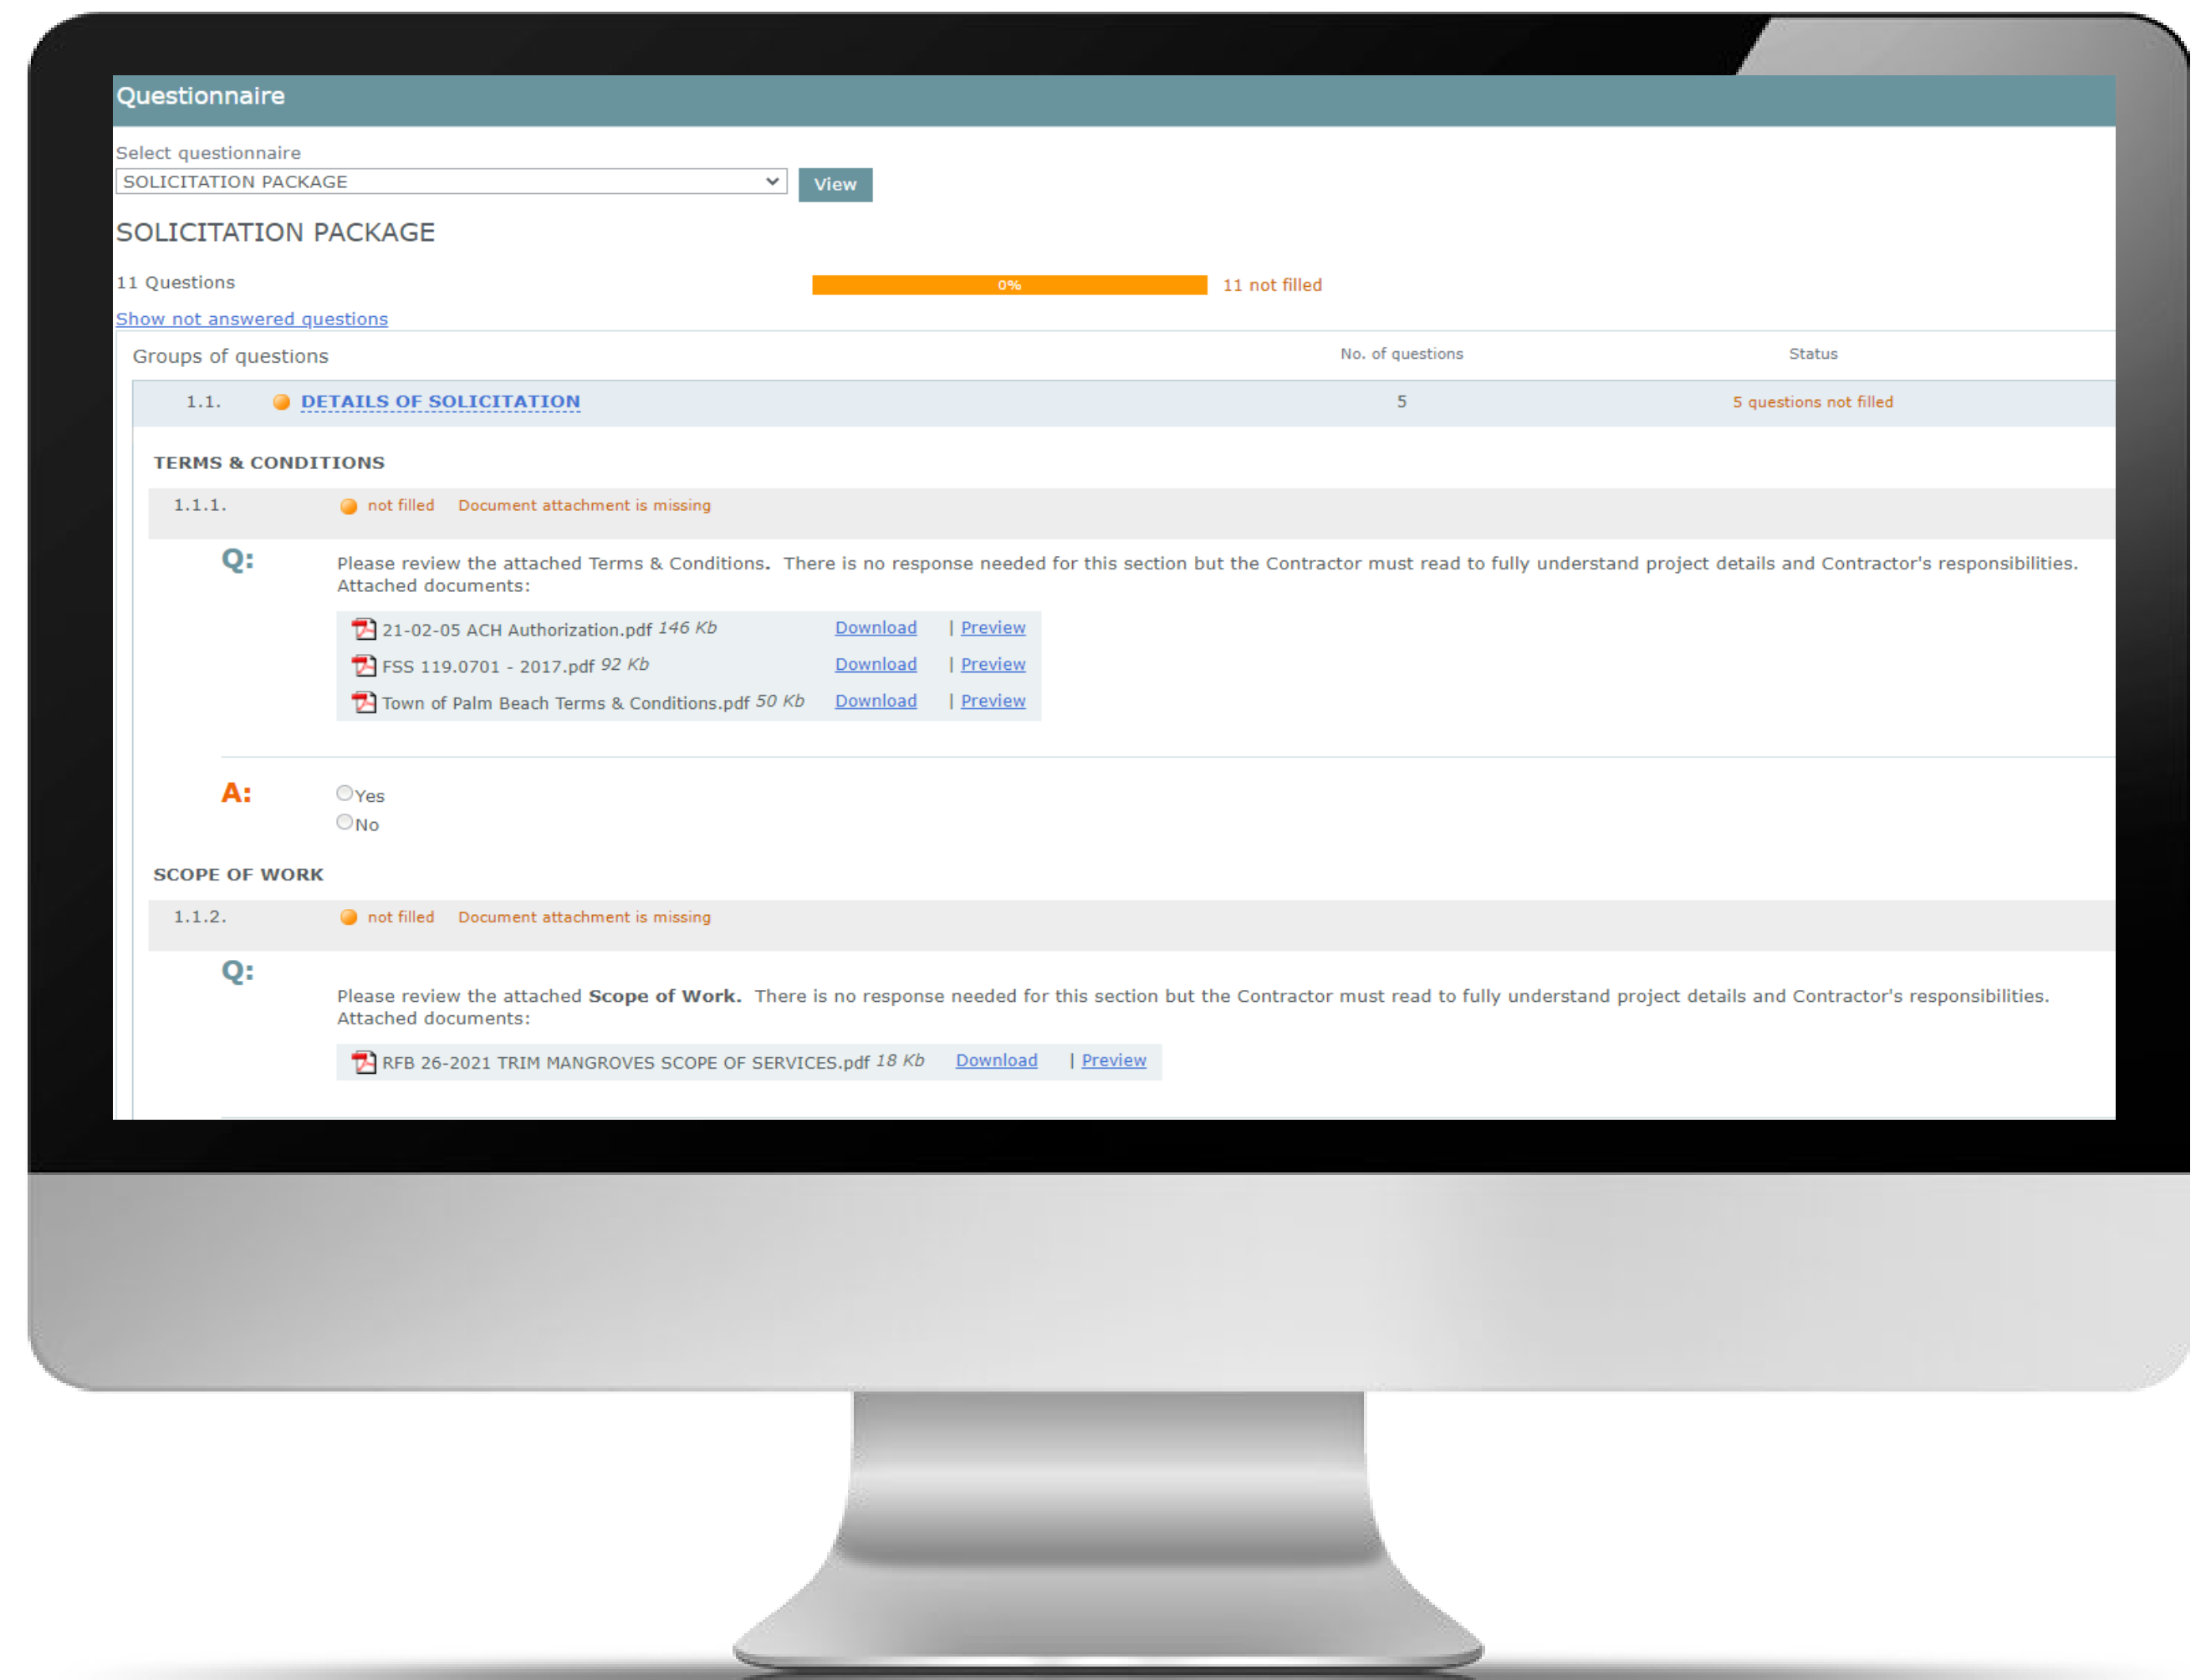 Questionnaire
Select questionnaire
SOLICITATION PACKAGE View
SOLICITATION PACKAGE
11 Questions 0% 11 not filled
Show not answered questions
Groups of questions No. of questions Status
1.1. DETAILS OF SOLICITATION 5 5 questions not filled
TERMS & CONDITIONS
1.1.1. not filled Document attachment is missing
Q: Please review the attached Terms & Conditions. There is no response needed for this section but the Contractor must read to fully understand project details and Contractor's responsibilities.
Attached documents:
21-02-05 ACH Authorization.pdf 146 Kb Download | Preview
FSS 119.0701 - 2017.pdf 92 Kb Download | Preview
Town of Palm Beach Terms & Conditions.pdf 50 Kb Download | Preview
A: Yes
No
SCOPE OF WORK
1.1.2. not filled Document attachment is missing
Q:
Please review the attached Scope of Work. There is no response needed for this section but the Contractor must read to fully understand project details and Contractor's responsibilities.
Attached documents:
RFB 26-2021 TRIM MANGROVES SCOPE OF SERVICES.pdf 18 Kb Download | Preview